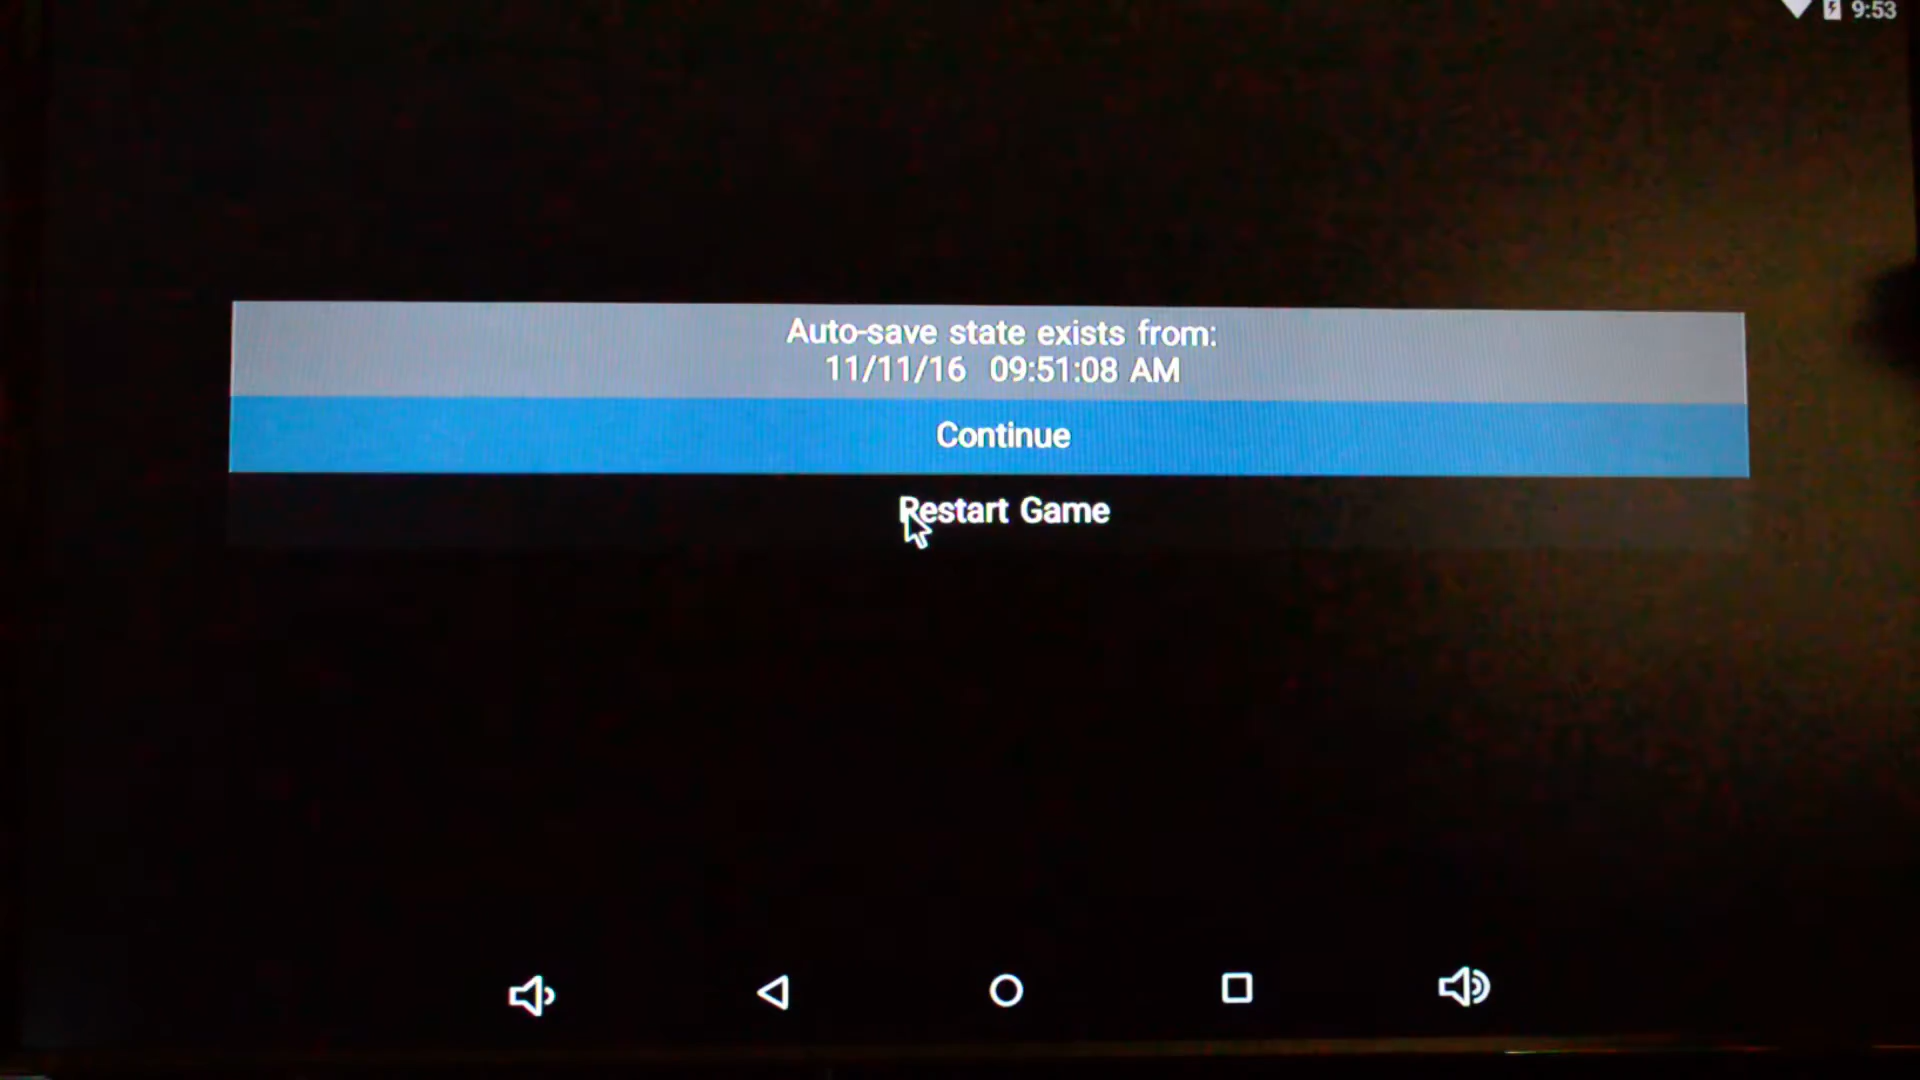 9:53
Auto-save state exists from:
11/11/16 09:51:08 AM
Continue
Restart Game